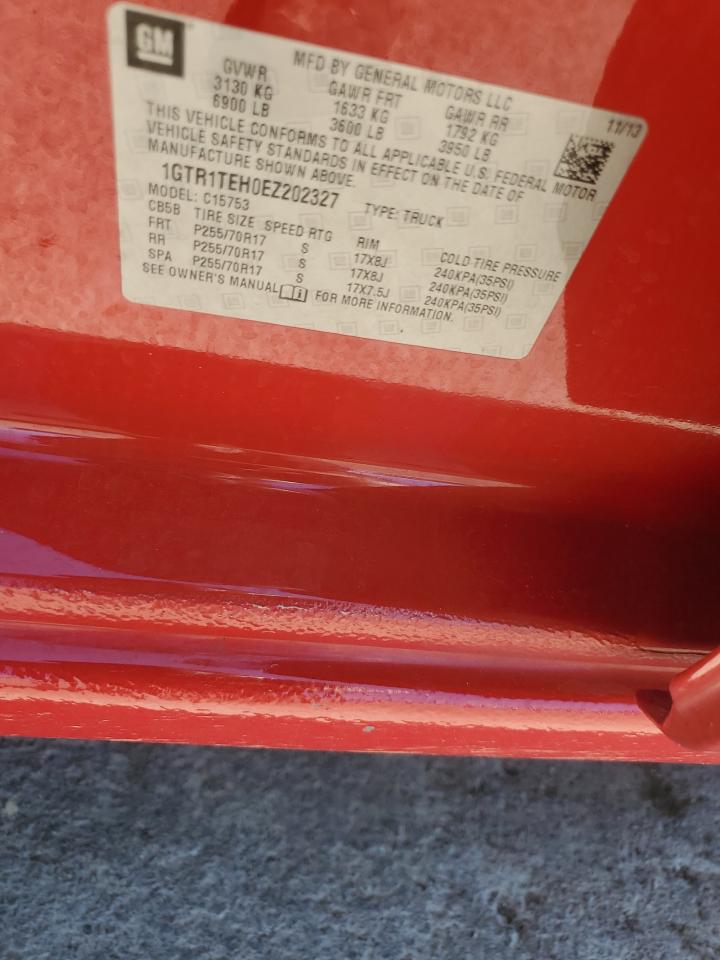 GM
MFD BY GENERAL MOTORS LLC
11/13
GVWR GAWR FRT GAWR RR
3130 KG 1633 KG 1792 KG
6900 LB 3600 LB 3950 LB
THIS VEHICLE CONFORMS TO ALL APPLICABLE U.S. FEDERAL MOTOR
VEHICLE SAFETY STANDARDS IN EFFECT ON THE DATE OF
MANUFACTURE SHOWN ABOVE.
1GTR1TEH0EZ202327 TYPE: TRUCK
MODEL: C15753
CB5B TIRE SIZE SPEED RTG RIM COLD TIRE PRESSURE
FRT P255/70R17 S 17X8J 240KPA(35PSI)
RR P255/70R17 S 17X8J 240KPA(35PSI)
SPA P255/70R17 S 17X7.5J 240KPA(35PSI)
SEE OWNER'S MANUAL FOR MORE INFORMATION.